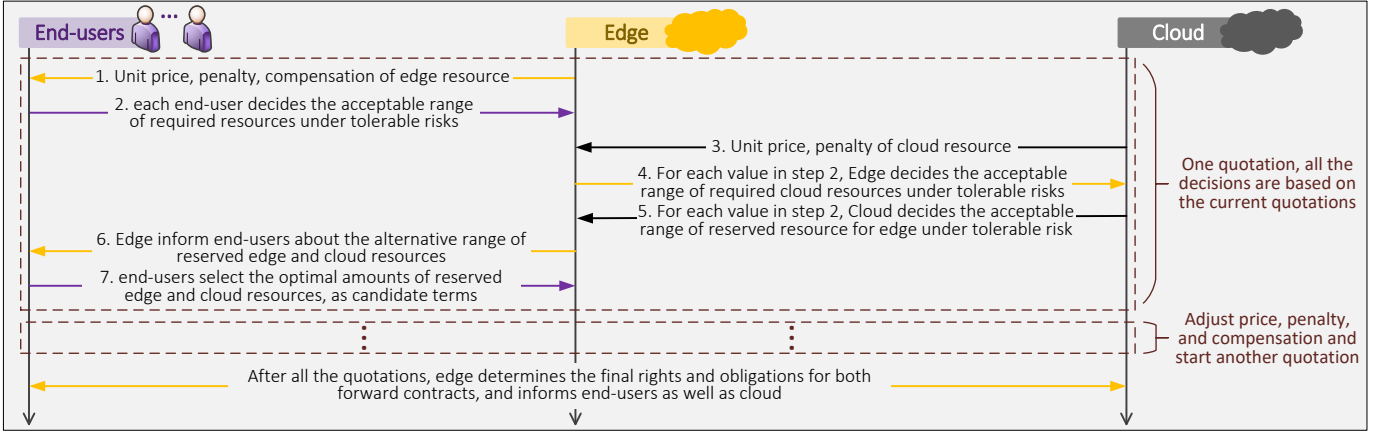 End-users
Edge
Cloud
1. Unit price, penalty, compensation of edge resource
2. each end-user decides the acceptable range
of required resources under tolerable risks
3. Unit price, penalty of cloud resource
4. For each value in step 2, Edge decides the acceptable
range of required cloud resources under tolerable risks
5. For each value in step 2, Cloud decides the acceptable
range of reserved resource for edge under tolerable risk
6. Edge inform end-users about the alternative range of
reserved edge and cloud resources
7. end-users select the optimal amounts of reserved
edge and cloud resources, as candidate terms
One quotation, all the
decisions are based on
the current quotations
Adjust price, penalty,
and compensation and
start another quotation
After all the quotations, edge determines the final rights and obligations for both
forward contracts, and informs end-users as well as cloud